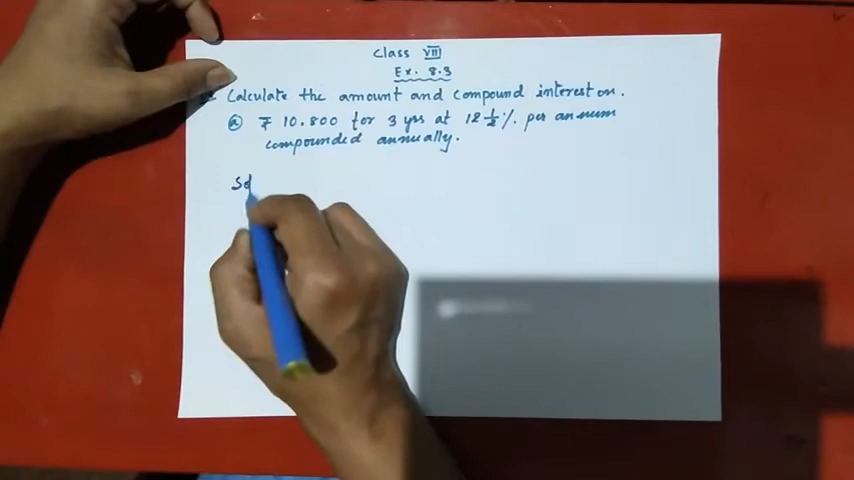 Class VIII
Ex. 8.3
Calculate the amount and compound interest on.
(a) ₹ 10.800 for 3 yrs at 12 1/2 % per annum
compounded annually.
Sol